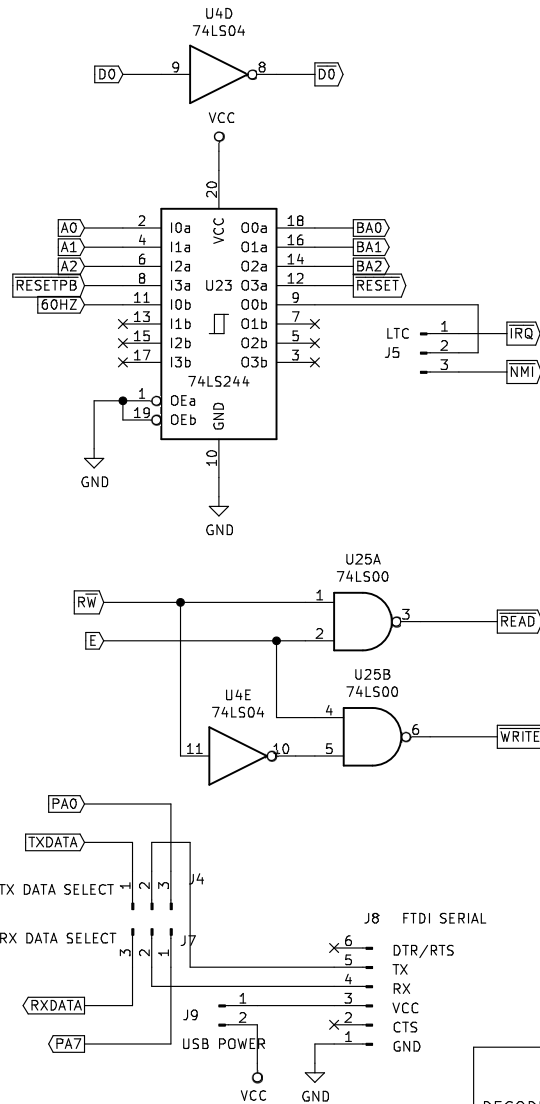 U4D
74LS04
D0 9 8 D0
VCC
20
A0 2 I0a VCC O0a 18 BA0
A1 4 I1a O1a 16 BA1
A2 6 I2a O2a 14 BA2
RESETPB 8 I3a U23 O3a 12 RESET
60HZ 11 I0b O0b 9
13 I1b O1b 7
15 I2b O2b 5
17 I3b O3b 3
LTC 1 IRQ
J5 2
3 NMI
74LS244
1 OEa
19 OEb GND
10
GND
GND
U25A
74LS00
RW 1 3 READ
E 2
U25B
74LS00
U4E
74LS04
4 6 WRITE
11 10 5
PA0
TXDATA
TX DATA SELECT 1 2 3 J4
RX DATA SELECT 3 2 1 J7
J8 FTDI SERIAL
6 DTR/RTS
5 TX
4 RX
RXDATA 1 3 VCC
J9 2 2 CTS
PA7 USB POWER 1 GND
VCC GND